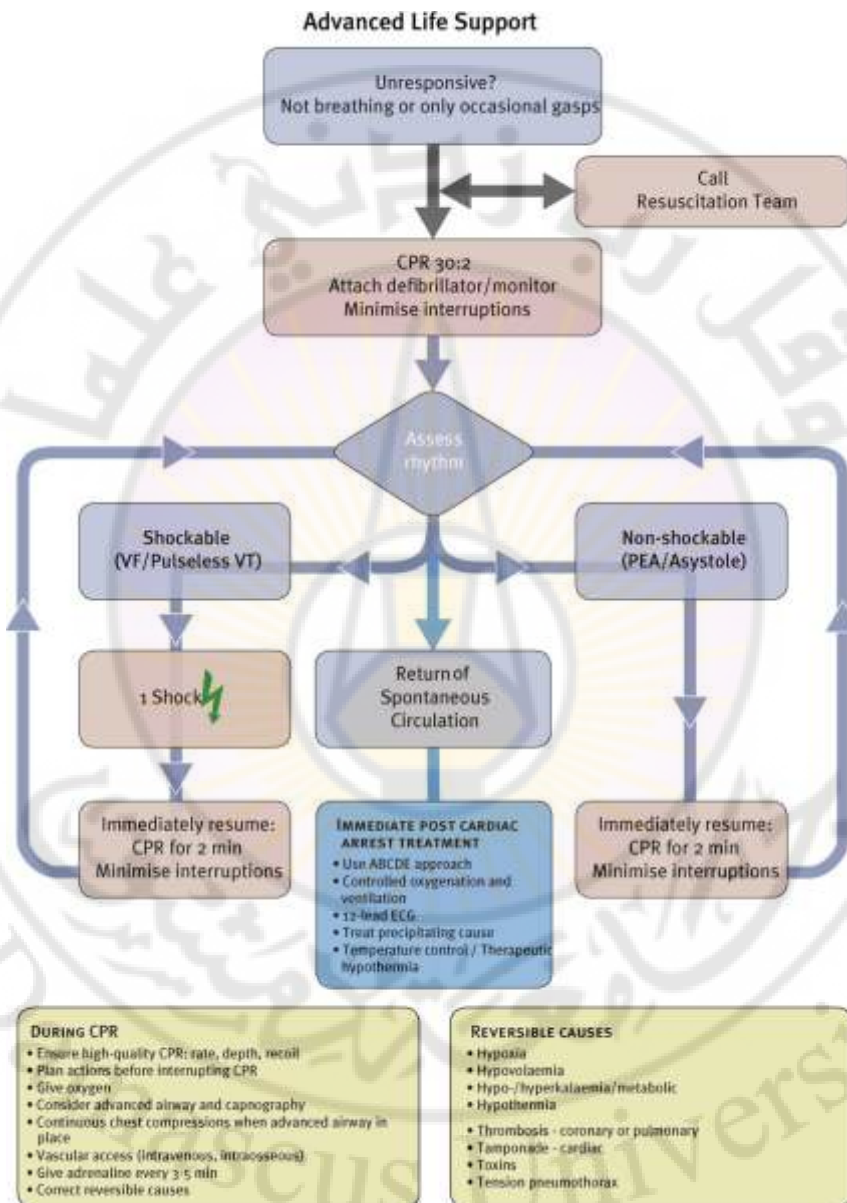 Advanced Life Support
Unresponsive?
Not breathing or only occasional gasps
Call
Resuscitation Team
CPR 30:2
Attach defibrillator/monitor
Minimise interruptions
Assess
rhythm
Shockable
(VF/Pulseless VT)
Non-shockable
(PEA/Asystole)
1 Shock
Return of
Spontaneous
Circulation
Immediately resume:
CPR for 2 min
Minimise interruptions
IMMEDIATE POST CARDIAC
ARREST TREATMENT
• Use ABCDE approach
• Controlled oxygenation and
ventilation
• 12-lead ECG
• Treat precipitating cause
• Temperature control / Therapeutic
hypothermia
Immediately resume:
CPR for 2 min
Minimise interruptions
DURING CPR
• Ensure high-quality CPR: rate, depth, recoil
• Plan actions before interrupting CPR
• Give oxygen
• Consider advanced airway and capnography
• Continuous chest compressions when advanced airway in
place
• Vascular access (intravenous, intraosseous)
• Give adrenaline every 3-5 min
• Correct reversible causes
REVERSIBLE CAUSES
• Hypoxia
• Hypovolaemia
• Hypo-/hyperkalaemia/metabolic
• Hypothermia
• Thrombosis - coronary or pulmonary
• Tamponade - cardiac
• Toxins
• Tension pneumothorax